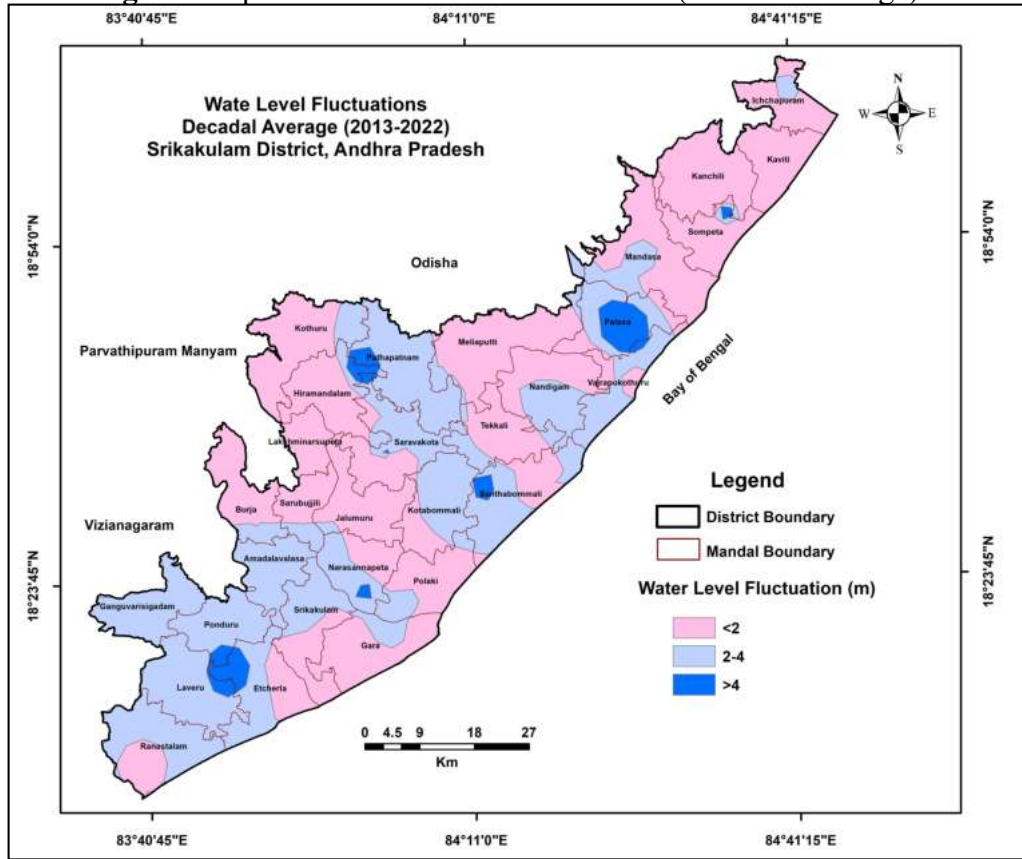 83°40'45"E 84°11'0"E 84°41'15"E
Wate Level Fluctuations
Decadal Average (2013-2022)
Srikakulam District, Andhra Pradesh
N
W E
S
18°54'0"N
18°54'0"N
18°23'45"N
18°23'45"N
Odisha
Parvathipuram Manyam
Vizianagaram
Bay of Bengal
Ichchapuram
Kaviti
Kanchili
Sompeta
Mandasa
Palasa
Kothuru
Meliaputti
Pathapatnam
Vajrapukothuru
Nandigam
Hiramandalam
Tekkali
Lakshminarsupeta
Saravakota
Santhabommali
Burja
Sarubujjili
Jalumuru
Kotabommali
Amadalavalasa
Narasannapeta
Polaki
Ganguvarisigadam
Srikakulam
Ponduru
Gara
Laveru
Etcherla
Ranastalam
Legend
District Boundary
Mandal Boundary
Water Level Fluctuation (m)
<2
2-4
>4
0 4.5 9 18 27
Km
83°40'45"E 84°11'0"E 84°41'15"E